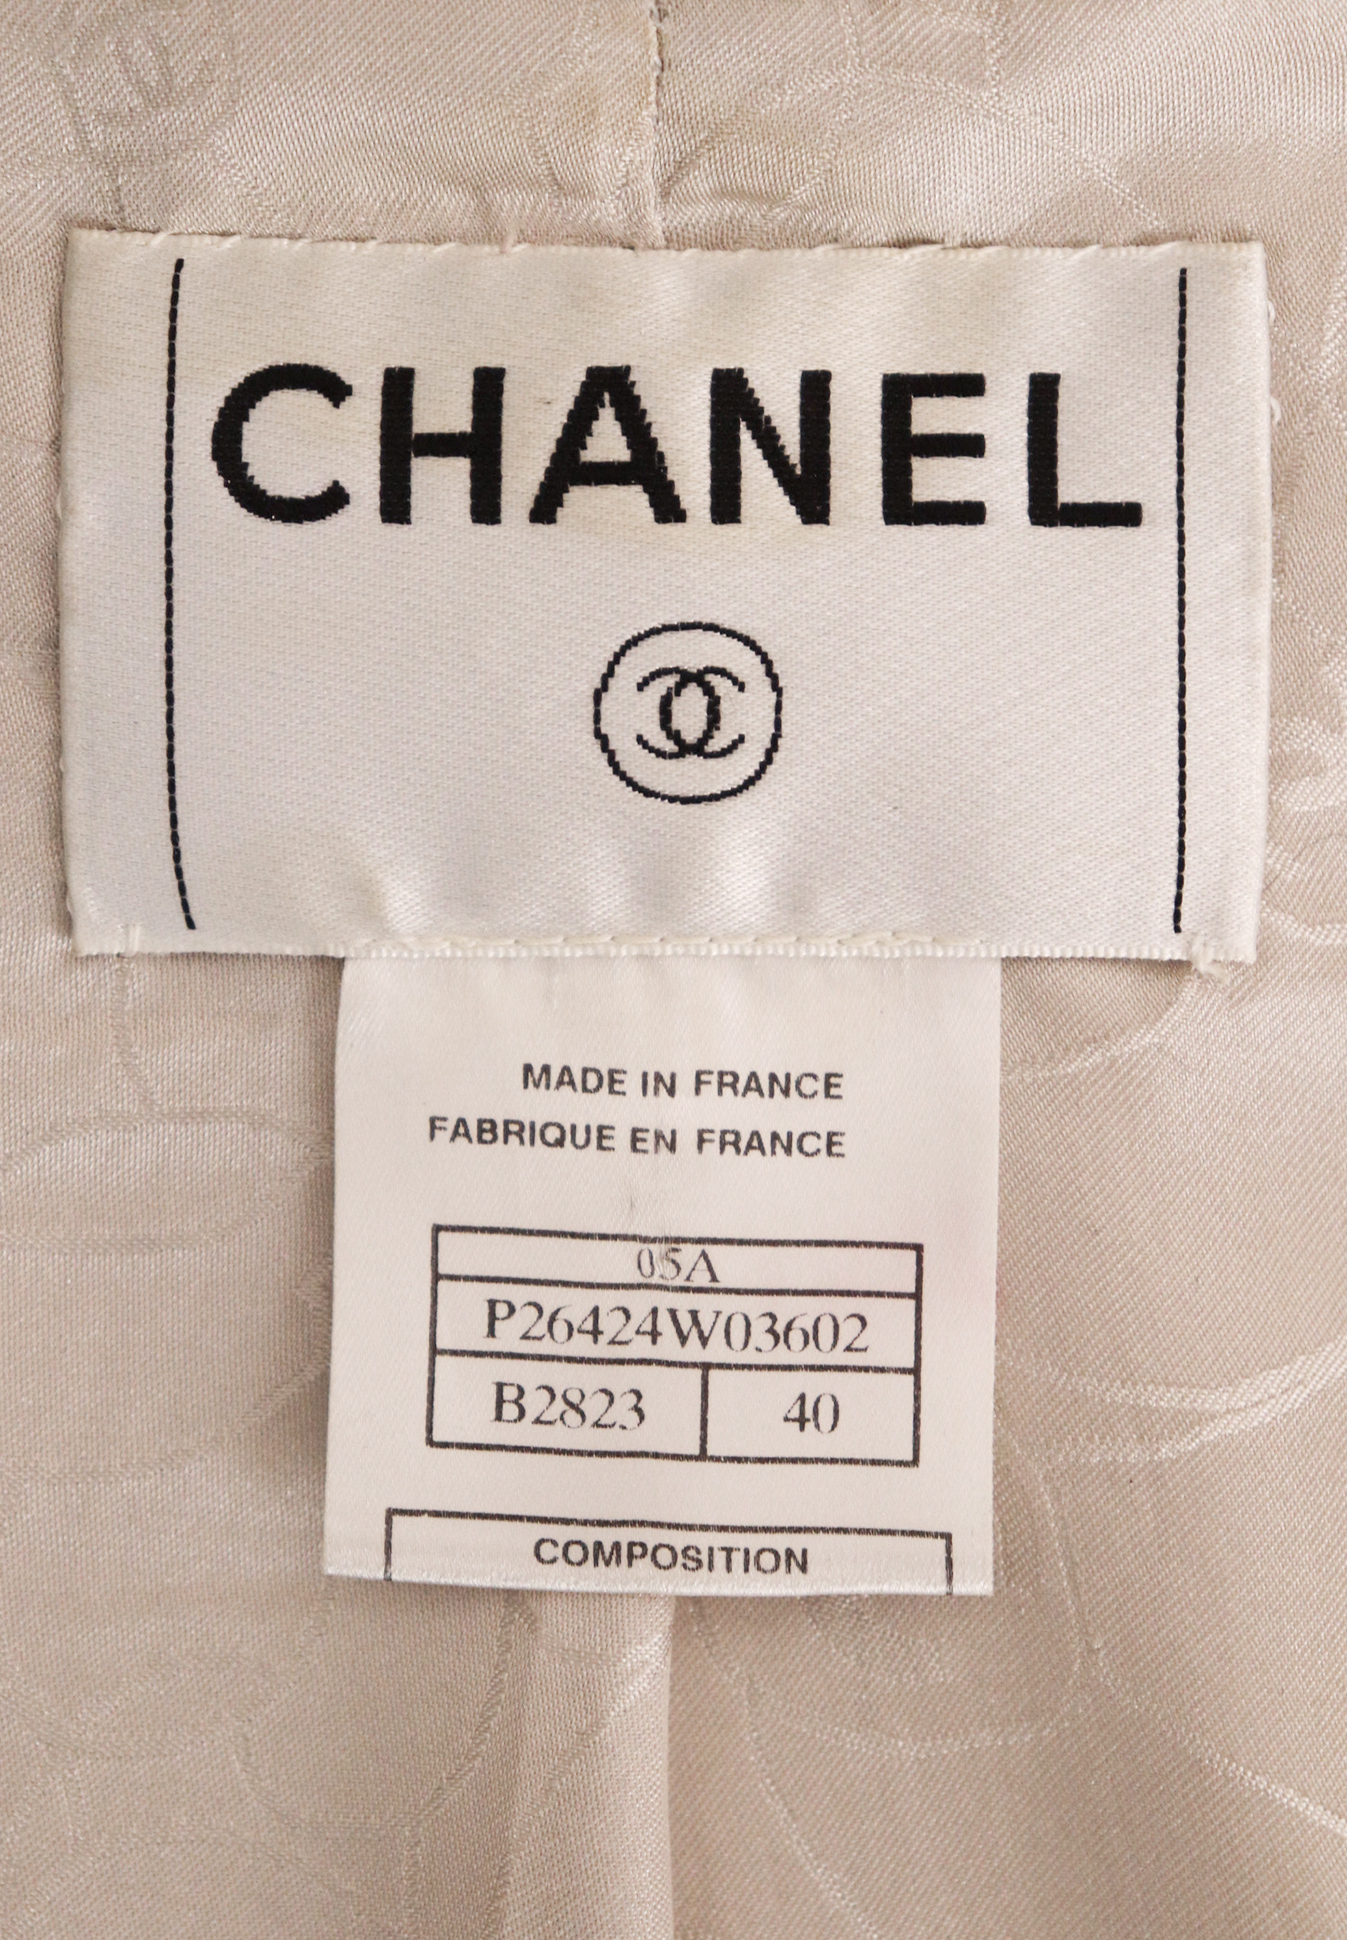 CHANEL
MADE IN FRANCE
FABRIQUE EN FRANCE
05A
P26424W03602
B2823 40
COMPOSITION